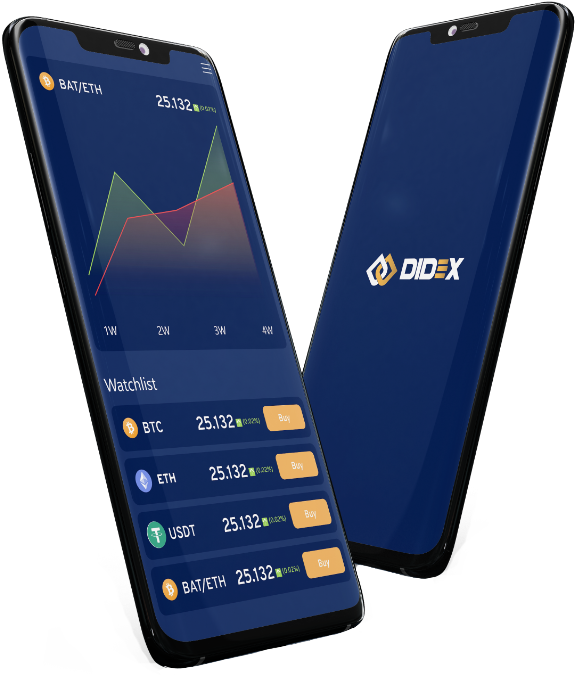 BAT/ETH
25.132 (0.02%)
1W 2W 3W 4W
Watchlist
BTC 25.132 (0.02%) Buy
ETH 25.132 (0.02%) Buy
USDT 25.132 (0.02%) Buy
BAT/ETH 25.132 (0.02%) Buy
DIDEX